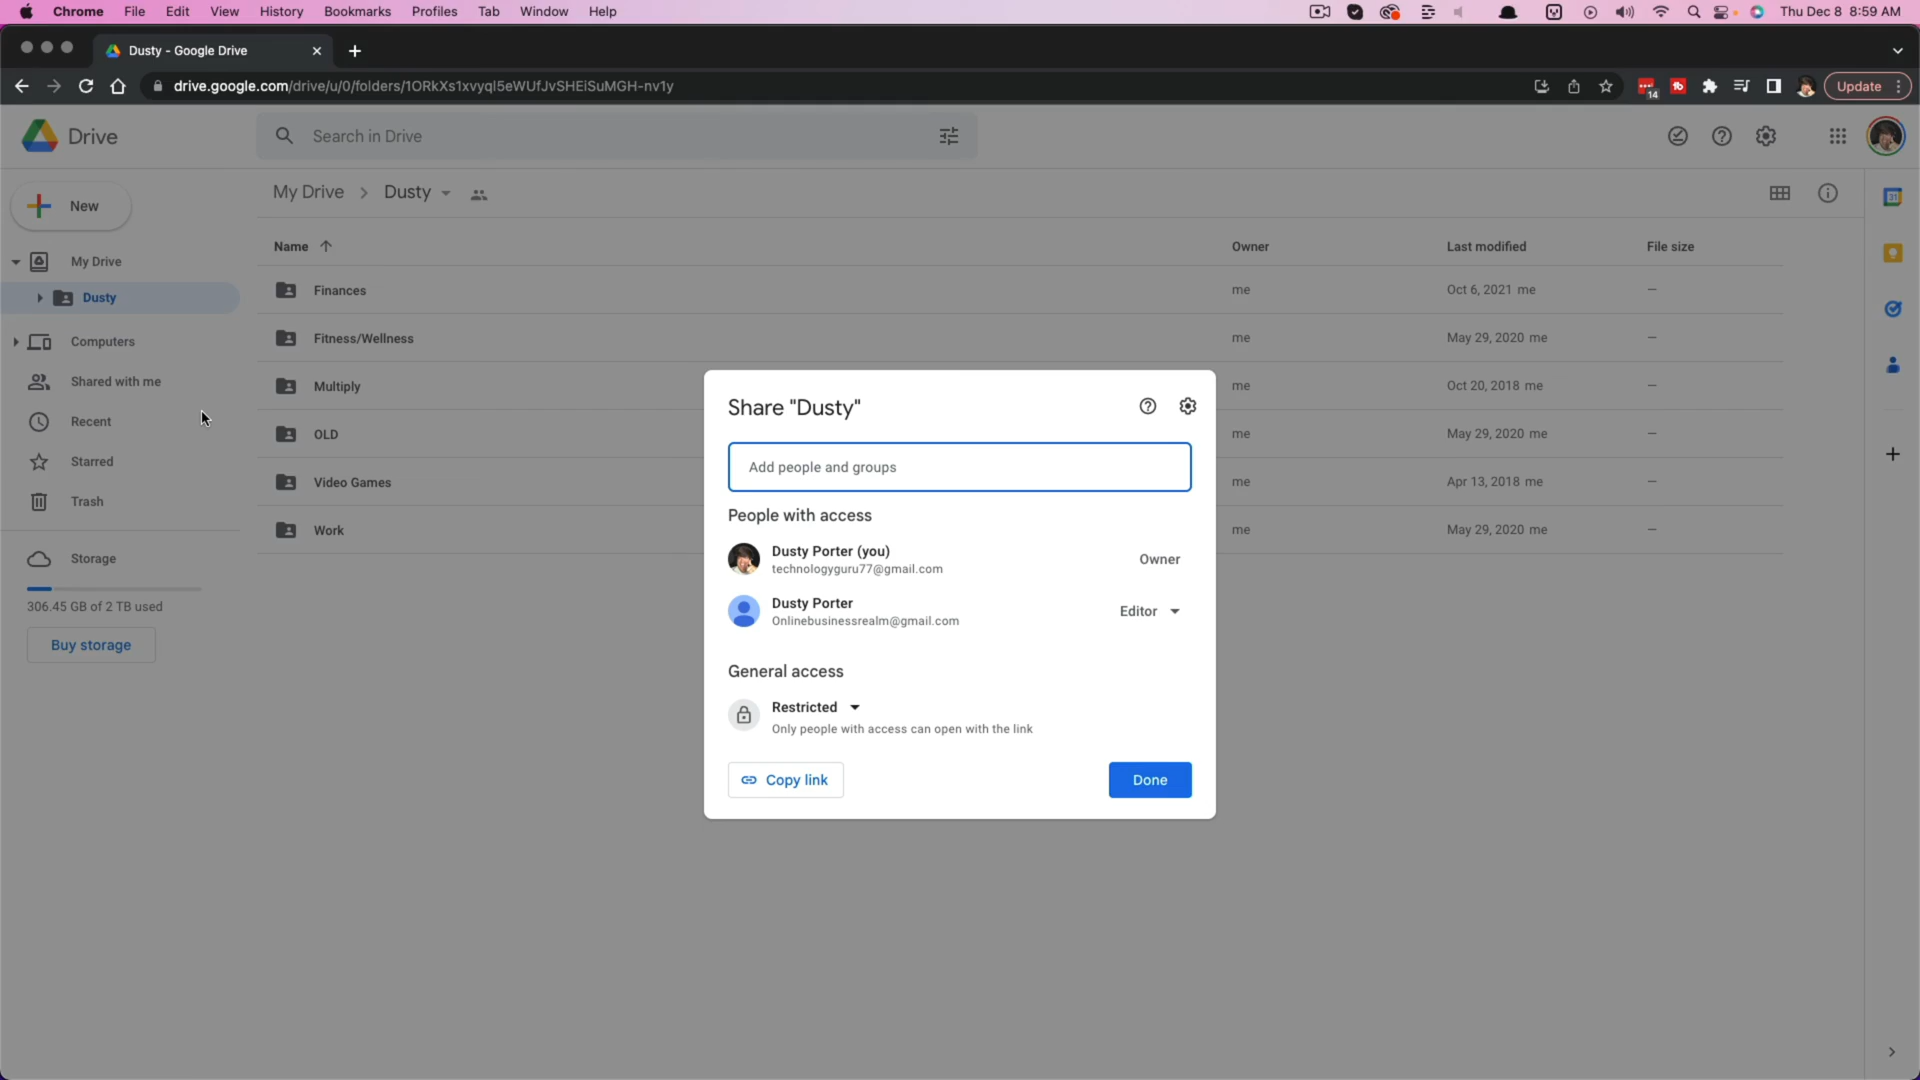 Chrome File Edit View History Bookmarks Profiles Tab Window Help Thu Dec 8 8:59 AM
Dusty - Google Drive
drive.google.com/drive/u/0/folders/1ORkXs1xvyql5eWUfJvSHEiSuMGH-nv1y 14 Update
Drive Search in Drive
New My Drive Dusty
Name Owner Last modified File size
My Drive
Dusty
Computers
Shared with me
Recent
Starred
Trash
Storage
306.45 GB of 2 TB used
Buy storage
Finances me Oct 6, 2021 me —
Fitness/Wellness me May 29, 2020 me —
Multiply me Oct 20, 2018 me —
OLD me May 29, 2020 me —
Video Games me Apr 13, 2018 me —
Work me May 29, 2020 me —
Share "Dusty"
Add people and groups
People with access
Dusty Porter (you)
technologyguru77@gmail.com
Owner
Dusty Porter
Onlinebusinessrealm@gmail.com
Editor
General access
Restricted
Only people with access can open with the link
Copy link Done
31